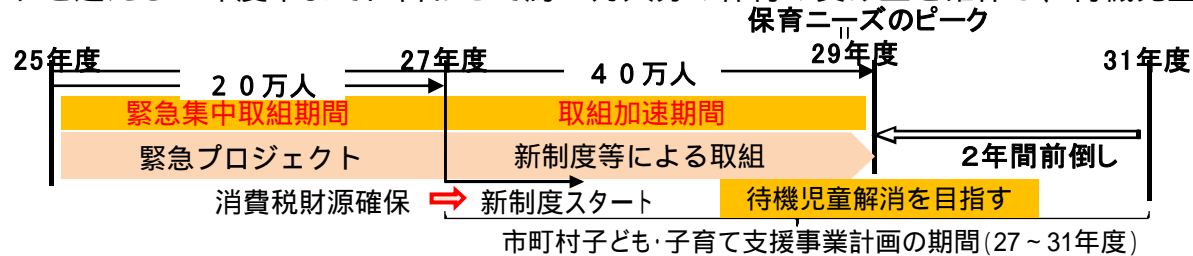 保育ニーズのピーク
=
25年度
27年度
29年度
31年度
20万人
40万人
緊急集中取組期間
取組加速期間
緊急プロジェクト
新制度等による取組
2年間前倒し
消費税財源確保 ⇒ 新制度スタート
待機児童解消を目指す
市町村子ども・子育て支援事業計画の期間(27~31年度)